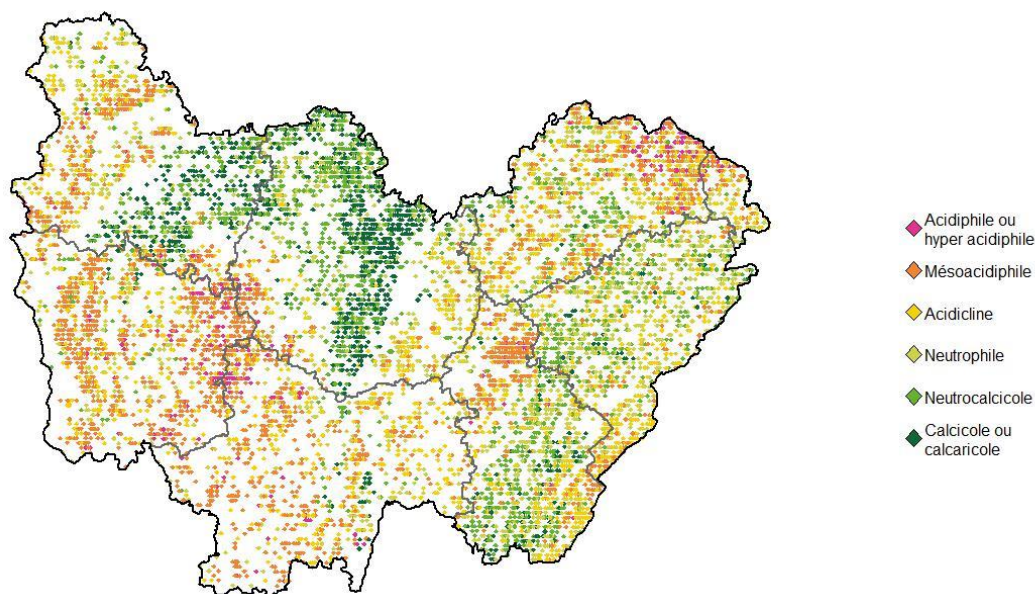 Acidiphile ou
hyper acidiphile
Mésoacidiphile
Acidicline
Neutrophile
Neutrocalcicole
Calcicole ou
calcaricole